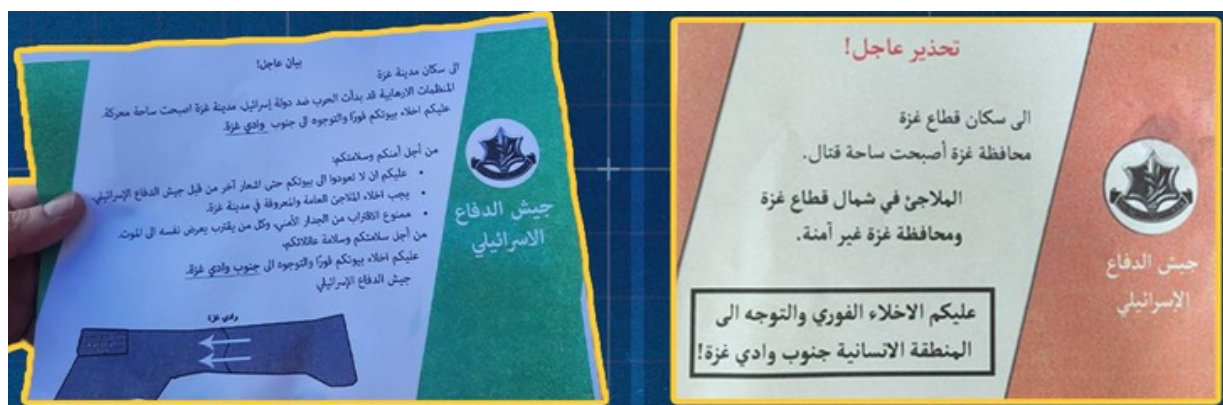 بيان عاجل!
الى سكان مدينة غزة
المنظمات الارهابية قد بدأت الحرب ضد دولة إسرائيل، مدينة غزة اصبحت ساحة معركة.
عليكم اخلاء بيوتكم فورًا والتوجه الى جنوب وادي غزة.
من أجل أمنكم وسلامتكم:
• عليكم ان لا تعودوا الى بيوتكم حتى اشعار آخر من قبل جيش الدفاع الإسرائيلي.
• يجب اخلاء الملاجئ العامة والمعروفة في مدينة غزة.
• ممنوع الاقتراب من الجدار الأمني، وكل من يقترب يعرض نفسه الى الموت.
من أجل سلامتكم وسلامة عائلاتكم،
عليكم اخلاء بيوتكم فورًا والتوجه الى جنوب وادي غزة.
جيش الدفاع الإسرائيلي
وادي غزة
جيش الدفاع
الاسرائيلي
تحذير عاجل!
الى سكان قطاع غزة
محافظة غزة أصبحت ساحة قتال.
الملاجئ في شمال قطاع غزة
ومحافظة غزة غير آمنة.
عليكم الاخلاء الفوري والتوجه الى
المنطقة الانسانية جنوب وادي غزة!
جيش الدفاع
الإسرائيلي